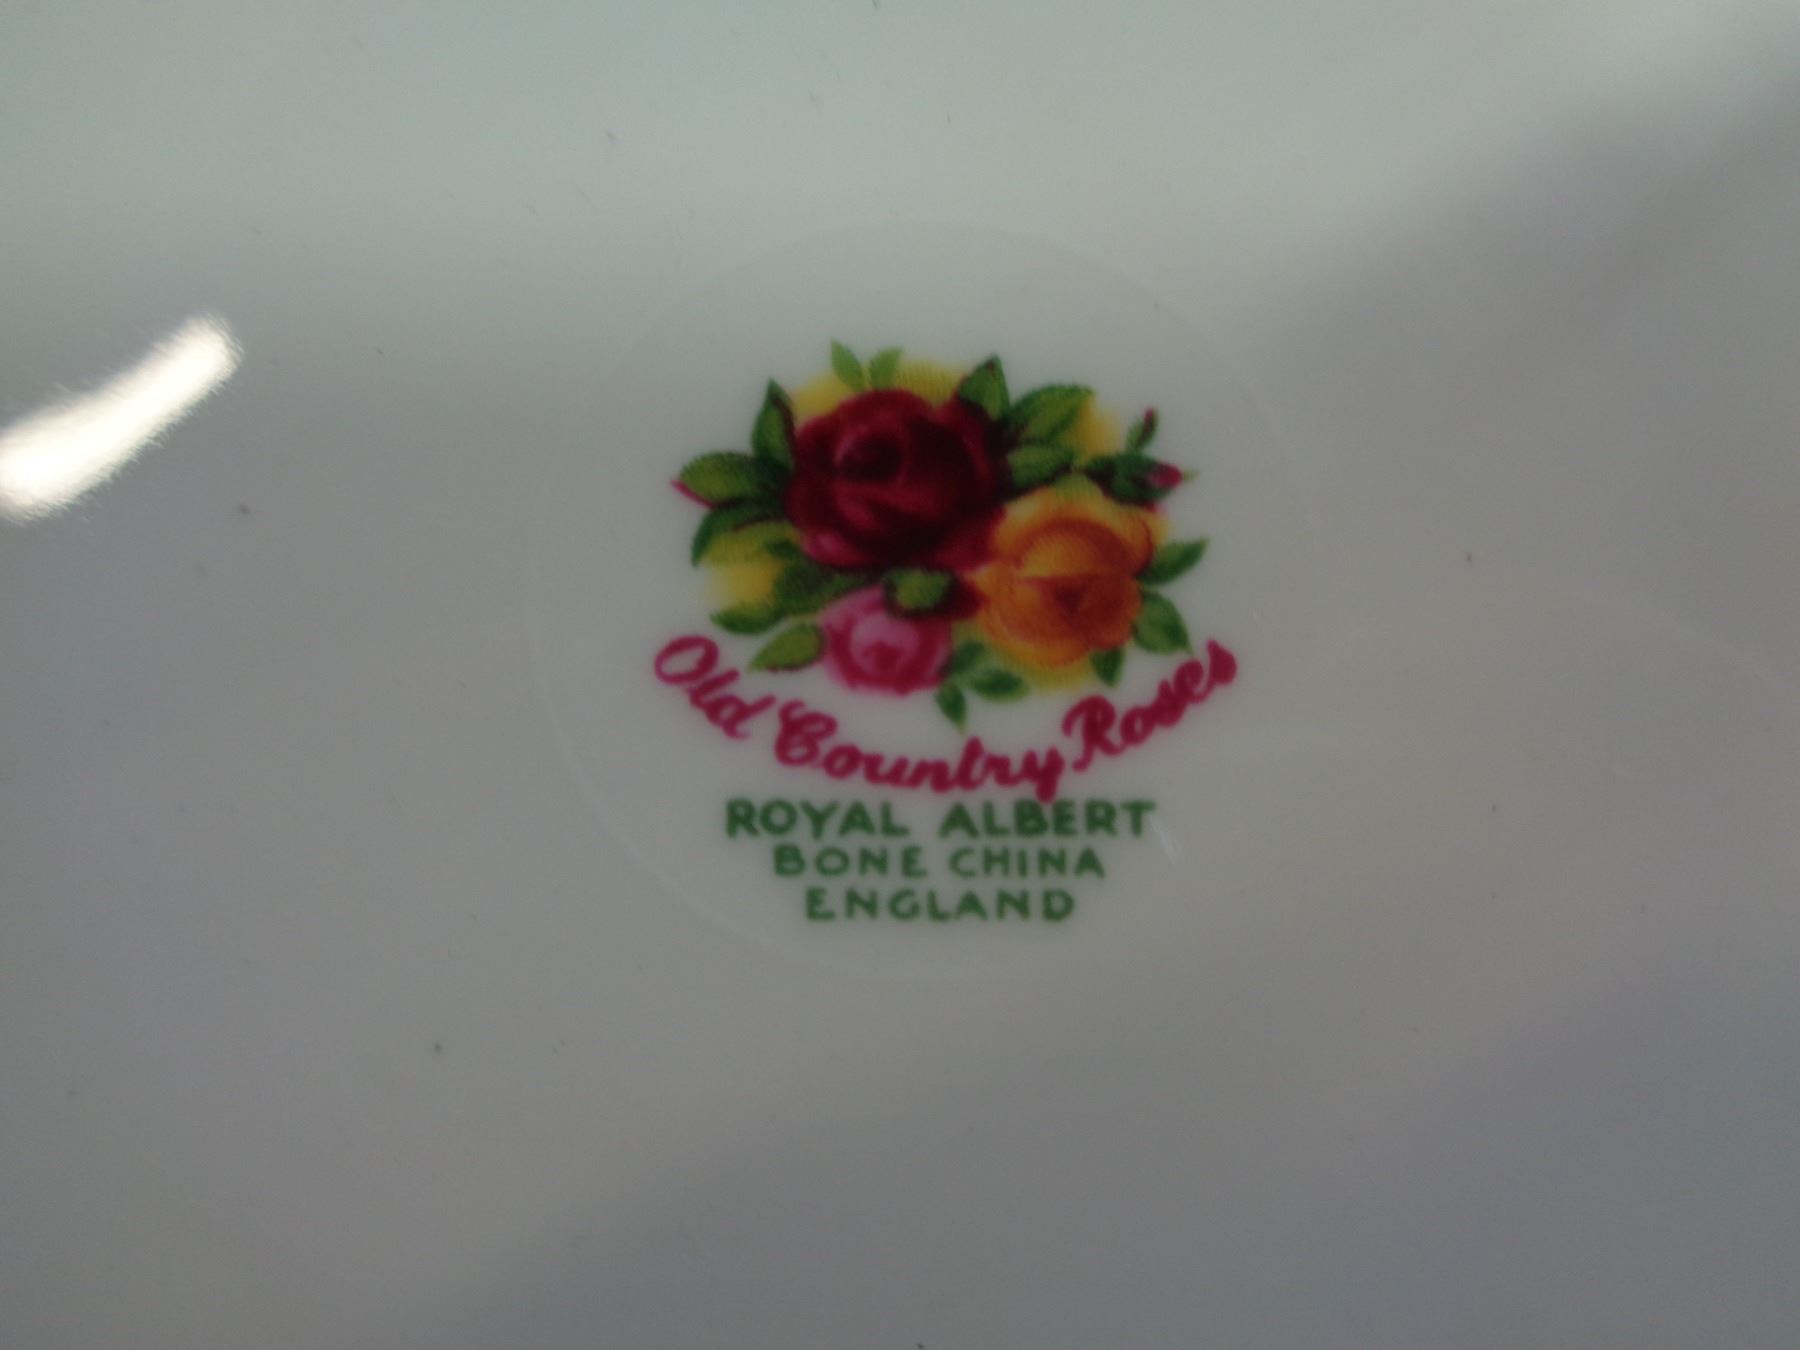 Old Country Roses
ROYAL ALBERT
BONE CHINA
ENGLAND